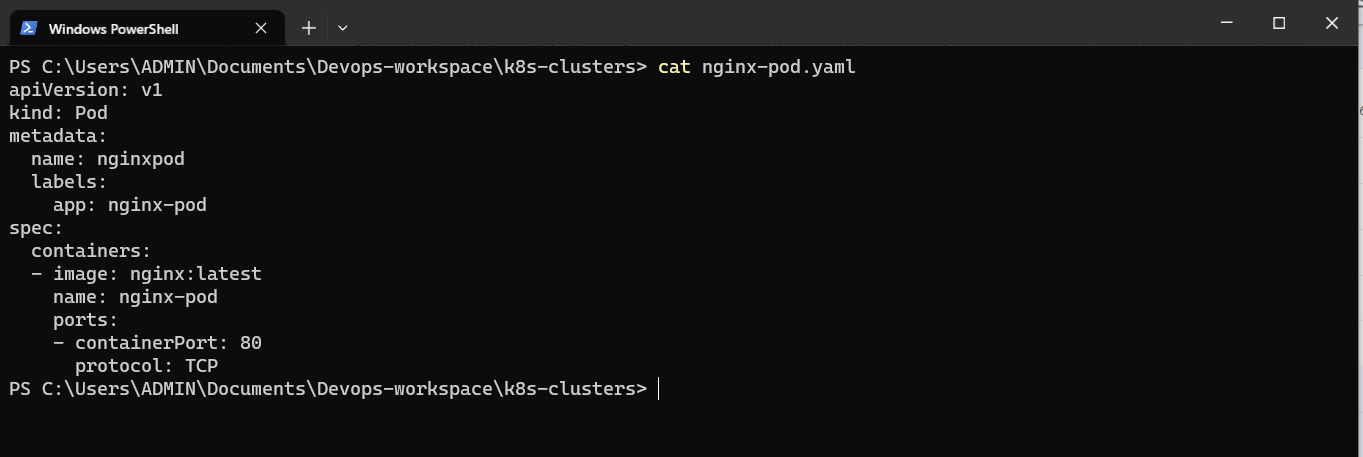 Windows PowerShell
PS C:\Users\ADMIN\Documents\Devops-workspace\k8s-clusters> cat nginx-pod.yaml
apiVersion: v1
kind: Pod
metadata:
  name: nginxpod
  labels:
    app: nginx-pod
spec:
  containers:
  - image: nginx:latest
    name: nginx-pod
    ports:
    - containerPort: 80
      protocol: TCP
PS C:\Users\ADMIN\Documents\Devops-workspace\k8s-clusters>